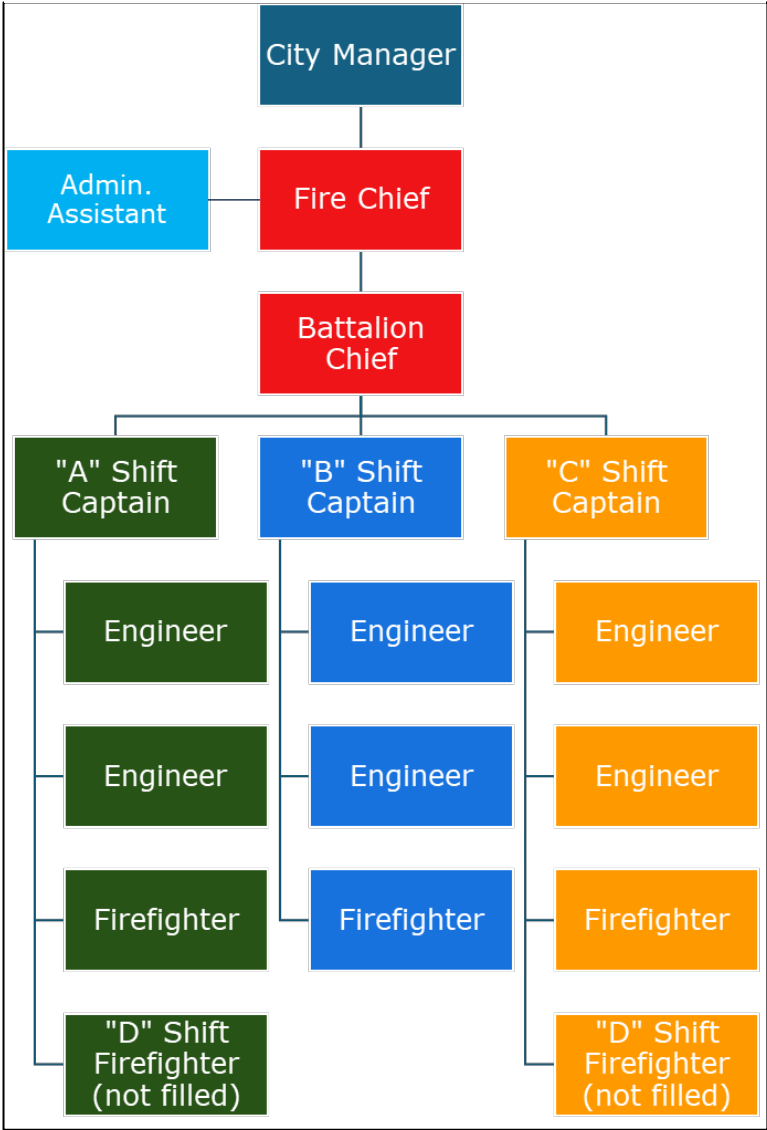 City Manager
Admin.
Assistant
Fire Chief
Battalion
Chief
"A" Shift
Captain
"B" Shift
Captain
"C" Shift
Captain
Engineer
Engineer
Engineer
Engineer
Engineer
Engineer
Firefighter
Firefighter
Firefighter
"D" Shift
Firefighter
(not filled)
"D" Shift
Firefighter
(not filled)